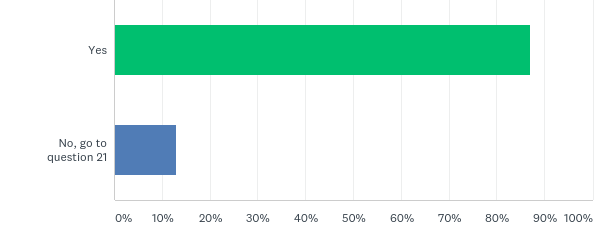 Yes
No, go to
question 21
0% 10% 20% 30% 40% 50% 60% 70% 80% 90% 100%